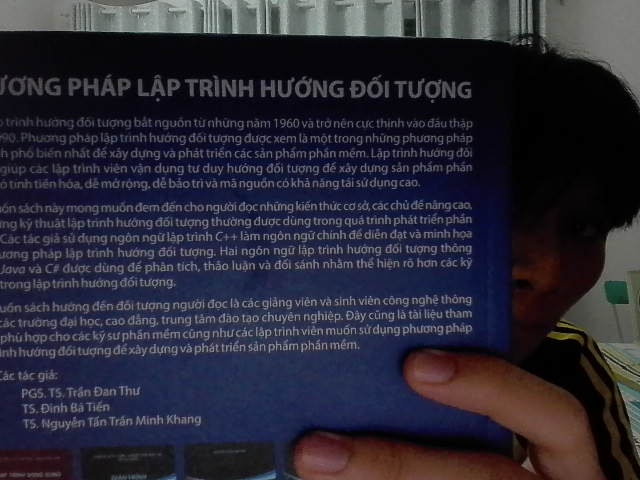 ƯƠNG PHÁP LẬP TRÌNH HƯỚNG ĐỐI TƯỢNG
trình hướng đối tượng bắt nguồn từ những năm 1960 và trở nên cực thịnh vào đầu thập
90. Phương pháp lập trình hướng đối tượng được xem là một trong những phương pháp
phổ biến nhất để xây dựng và phát triển các sản phẩm phần mềm. Lập trình hướng đối
giúp các lập trình viên vận dụng tư duy hướng đối tượng để xây dựng sản phẩm phần
tính tiến hóa, dễ mở rộng, dễ bảo trì và mã nguồn có khả năng tái sử dụng cao.
sách này mong muốn đem đến cho người đọc những kiến thức cơ sở, các chủ đề nâng cao,
kỹ thuật lập trình hướng đối tượng thường được dùng trong quá trình phát triển phần
Các tác giả sử dụng ngôn ngữ lập trình C++ làm ngôn ngữ chính để diễn đạt và minh họa
pháp lập trình hướng đối tượng. Hai ngôn ngữ lập trình hướng đối tượng thông
Java và C# được dùng để phân tích, thảo luận và đối sánh nhằm thể hiện rõ hơn các kỹ
trong lập trình hướng đối tượng.
sách hướng đến đối tượng người đọc là các giảng viên và sinh viên công nghệ thông
các trường đại học, cao đẳng, trung tâm đào tạo chuyên nghiệp. Đây cũng là tài liệu tham
phù hợp cho các kỹ sư phần mềm cũng như các lập trình viên muốn sử dụng phương pháp
hướng đối tượng để xây dựng và phát triển sản phẩm phần mềm.
Các tác giả:
PGS. TS. Trần Đan Thư
TS. Đinh Bá Tiến
TS. Nguyễn Tấn Trần Minh Khang